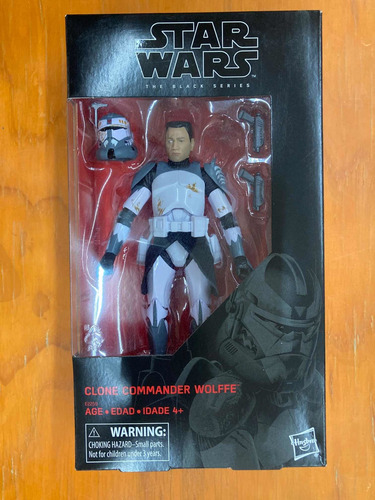 STAR
WARS
THE BLACK SERIES
CLONE COMMANDER WOLFFE
AGE • EDAD • IDADE 4+
WARNING:
CHOKING HAZARD–Small parts.
Not for children under 3 years.
Hasbro